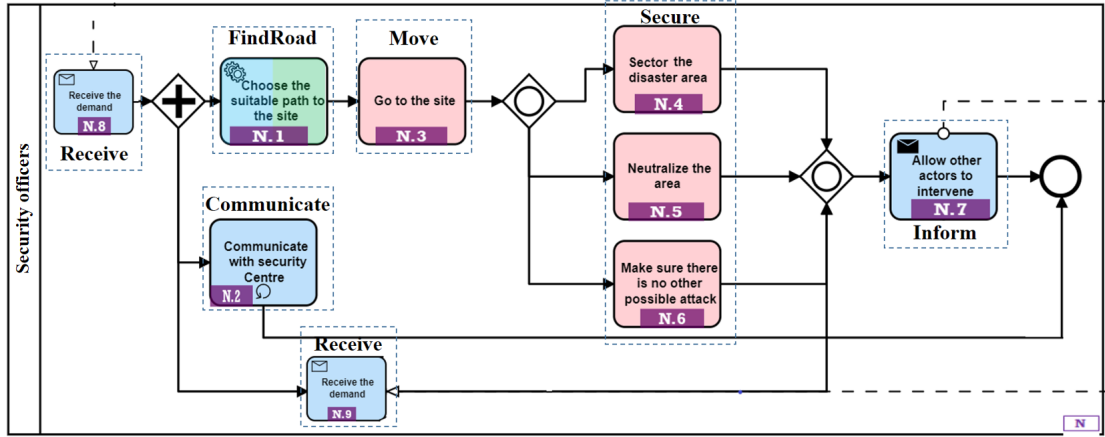 Security officers
Receive the
demand
N.8
Receive
FindRoad
Choose the
suitable path to
the site
N.1
Move
Go to the site
N.3
Secure
Sector the
disaster area
N.4
Neutralize the
area
N.5
Make sure there
is no other
possible attack
N.6
Communicate
Communicate
with security
Centre
N.2
Receive
Receive the
demand
N.9
Allow other
actors to
intervene
N.7
Inform
N